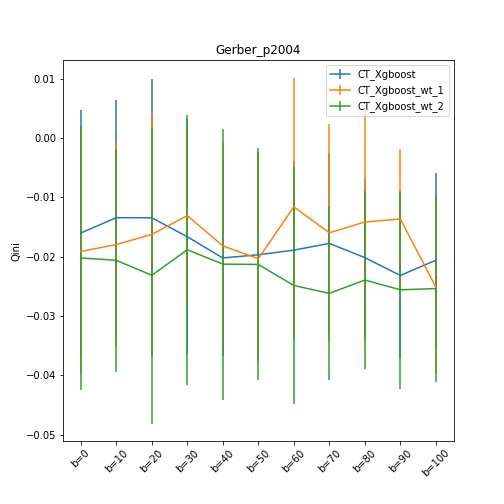 Gerber_p2004
CT_Xgboost
CT_Xgboost_wt_1
CT_Xgboost_wt_2
0.01
0.00
−0.01
−0.02
−0.03
−0.04
−0.05
Qini
b=0
b=10
b=20
b=30
b=40
b=50
b=60
b=70
b=80
b=90
b=100